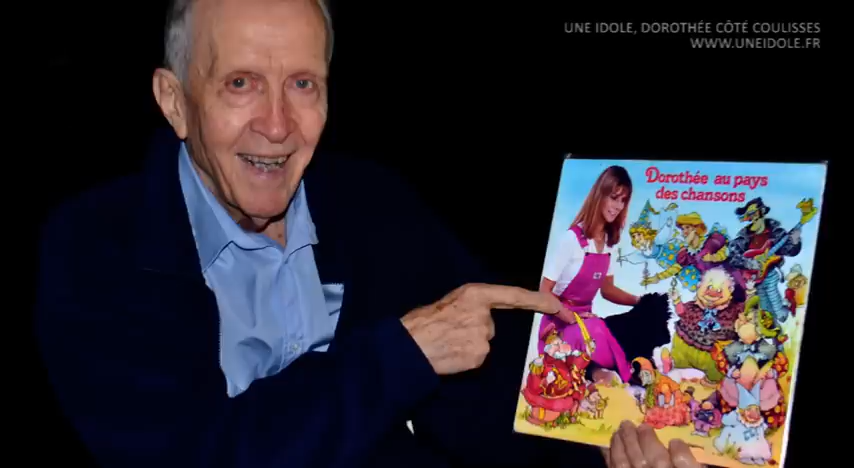 UNE IDOLE, DOROTHÉE CÔTÉ COULISSES
WWW.UNEIDOLE.FR
Dorothée au pays
des chansons